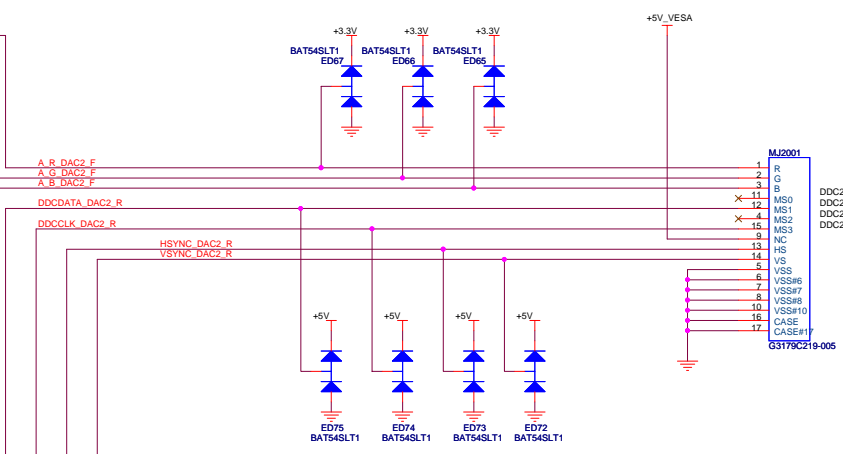 +5V_VESA
+3.3V +3.3V +3.3V
BAT54SLT1 BAT54SLT1 BAT54SLT1
ED67 ED66 ED65
MJ2001
A_R_DAC2_F 1 R
A_G_DAC2_F 2 G
A_B_DAC2_F 3 B
11 MS0 DDC2
DDCDATA_DAC2_R 12 MS1 DDC2
4 MS2 DDC2
DDCCLK_DAC2_R 15 MS3 DDC2
9 NC
HSYNC_DAC2_R 13 HS
VSYNC_DAC2_R 14 VS
5 VSS
6 VSS#6
7 VSS#7
8 VSS#8
10 VSS#10
16 CASE
17 CASE#17
G3179C219-005
+5V +5V +5V +5V
ED75 ED74 ED73 ED72
BAT54SLT1 BAT54SLT1 BAT54SLT1 BAT54SLT1